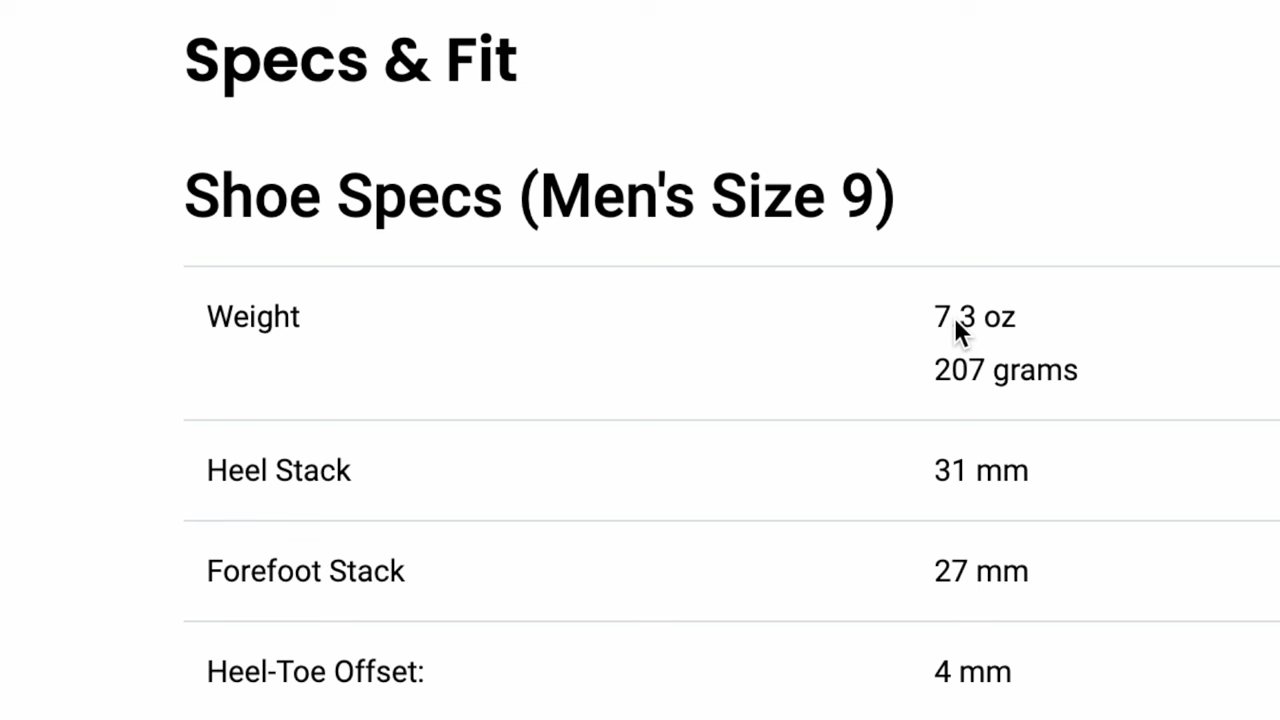 Specs & Fit
Shoe Specs (Men's Size 9)
Weight 7.3 oz
207 grams
Heel Stack 31 mm
Forefoot Stack 27 mm
Heel-Toe Offset: 4 mm